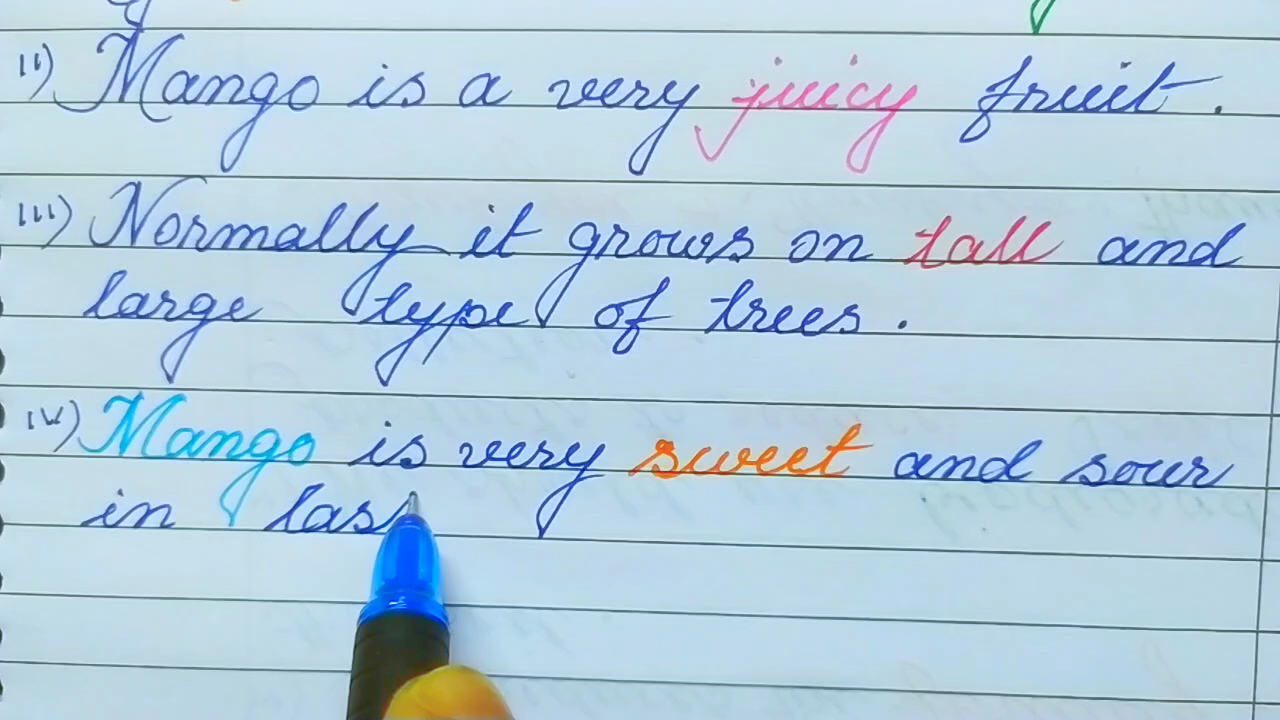 ii) Mango is a very juicy fruit.
iii) Normally it grows on tall and
large type of trees.
iv) Mango is very sweet and sour
in tas